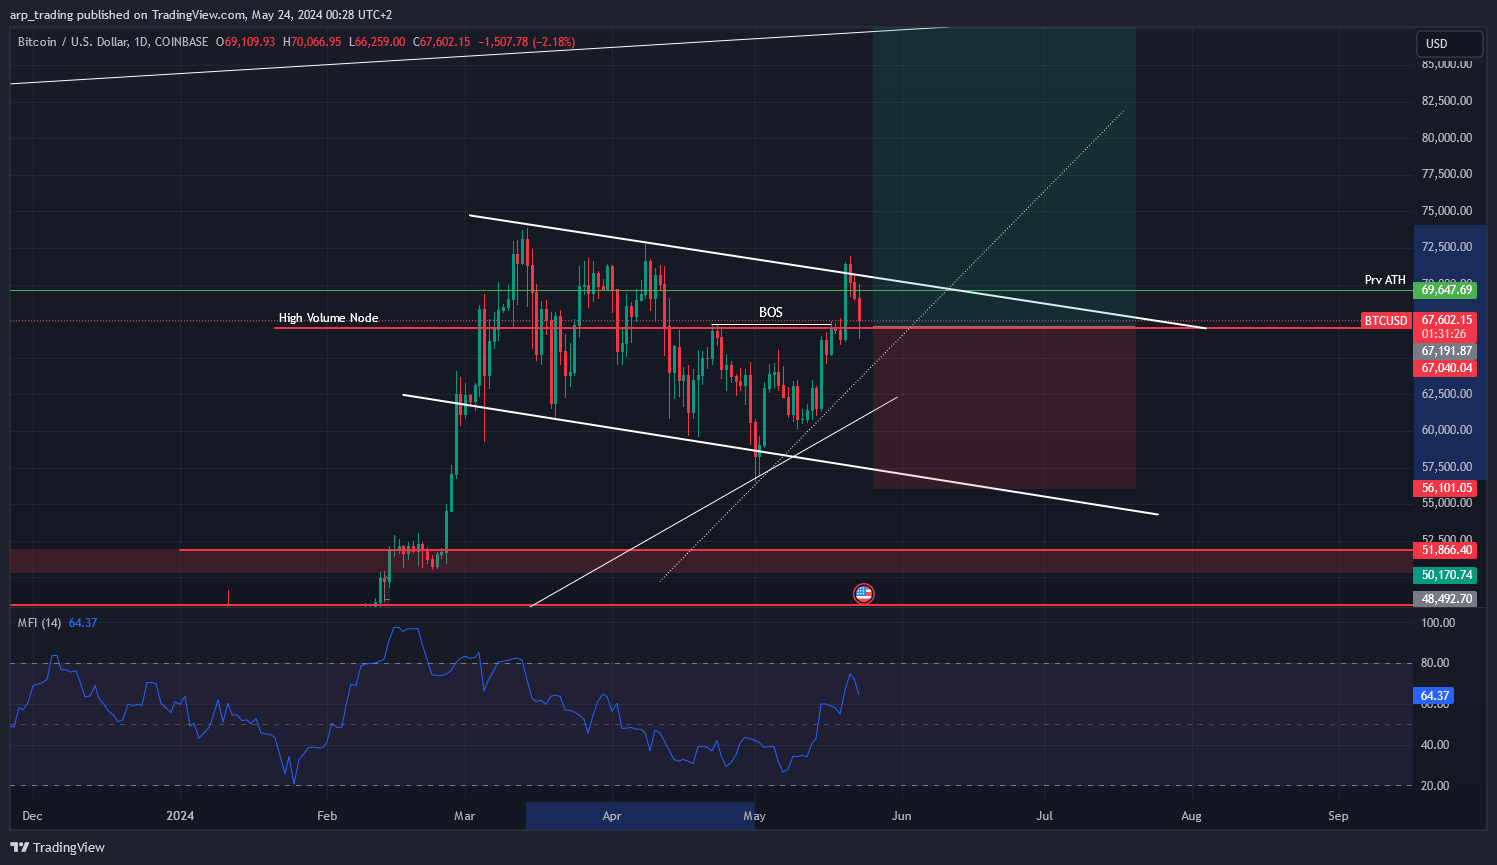 arp_trading published on TradingView.com, May 24, 2024 00:28 UTC+2
Bitcoin / U.S. Dollar, 1D, COINBASE O69,109.93 H70,066.95 L66,259.00 C67,602.15 −1,507.78 (−2.18%)
USD
85,000.00
82,500.00
80,000.00
77,500.00
75,000.00
72,500.00
Prv ATH
69,647.69
BOS
High Volume Node
BTCUSD
67,602.15
01:31:26
67,191.87
67,040.04
62,500.00
60,000.00
57,500.00
56,101.05
55,000.00
52,500.00
51,866.40
50,170.74
48,492.70
MFI (14) 64.37
100.00
80.00
64.37
60.00
40.00
20.00
Dec 2024 Feb Mar Apr May Jun Jul Aug Sep
TradingView